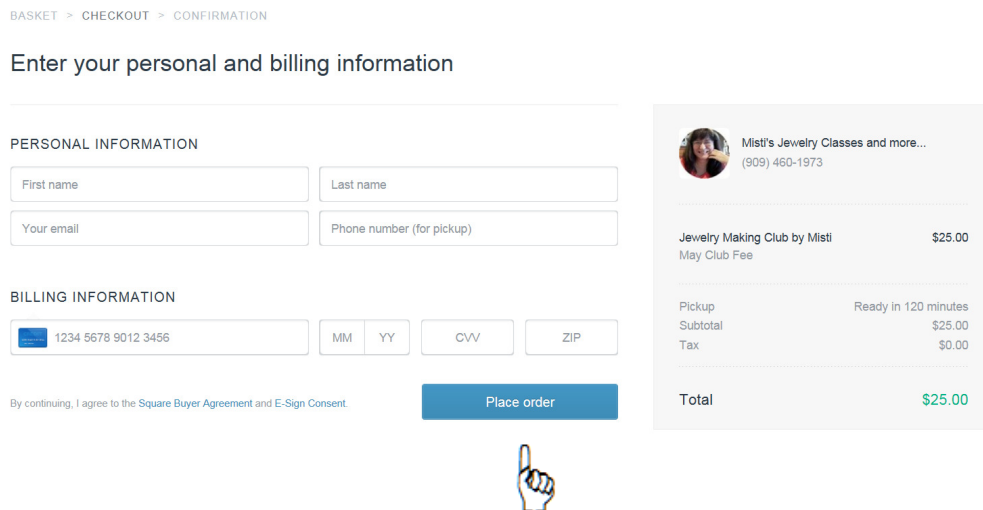 BASKET > CHECKOUT > CONFIRMATION
Enter your personal and billing information
PERSONAL INFORMATION
First name
Last name
Your email
Phone number (for pickup)
BILLING INFORMATION
1234 5678 9012 3456
MM
YY
CVV
ZIP
By continuing, I agree to the Square Buyer Agreement and E-Sign Consent.
Place order
Misti's Jewelry Classes and more...
(909) 460-1973
Jewelry Making Club by Misti $25.00
May Club Fee
Pickup Ready in 120 minutes
Subtotal $25.00
Tax $0.00
Total $25.00